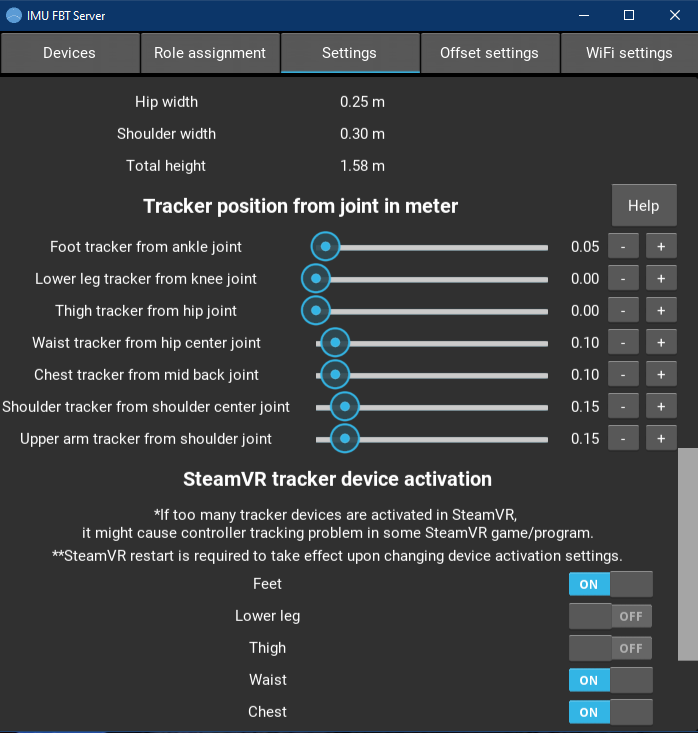 IMU FBT Server
Devices Role assignment Settings Offset settings WiFi settings
Hip width 0.25 m
Shoulder width 0.30 m
Total height 1.58 m
Tracker position from joint in meter Help
Foot tracker from ankle joint 0.05 - +
Lower leg tracker from knee joint 0.00 - +
Thigh tracker from hip joint 0.00 - +
Waist tracker from hip center joint 0.10 - +
Chest tracker from mid back joint 0.10 - +
Shoulder tracker from shoulder center joint 0.15 - +
Upper arm tracker from shoulder joint 0.15 - +
SteamVR tracker device activation
*If too many tracker devices are activated in SteamVR,
it might cause controller tracking problem in some SteamVR game/program.
**SteamVR restart is required to take effect upon changing device activation settings.
Feet ON
Lower leg OFF
Thigh OFF
Waist ON
Chest ON